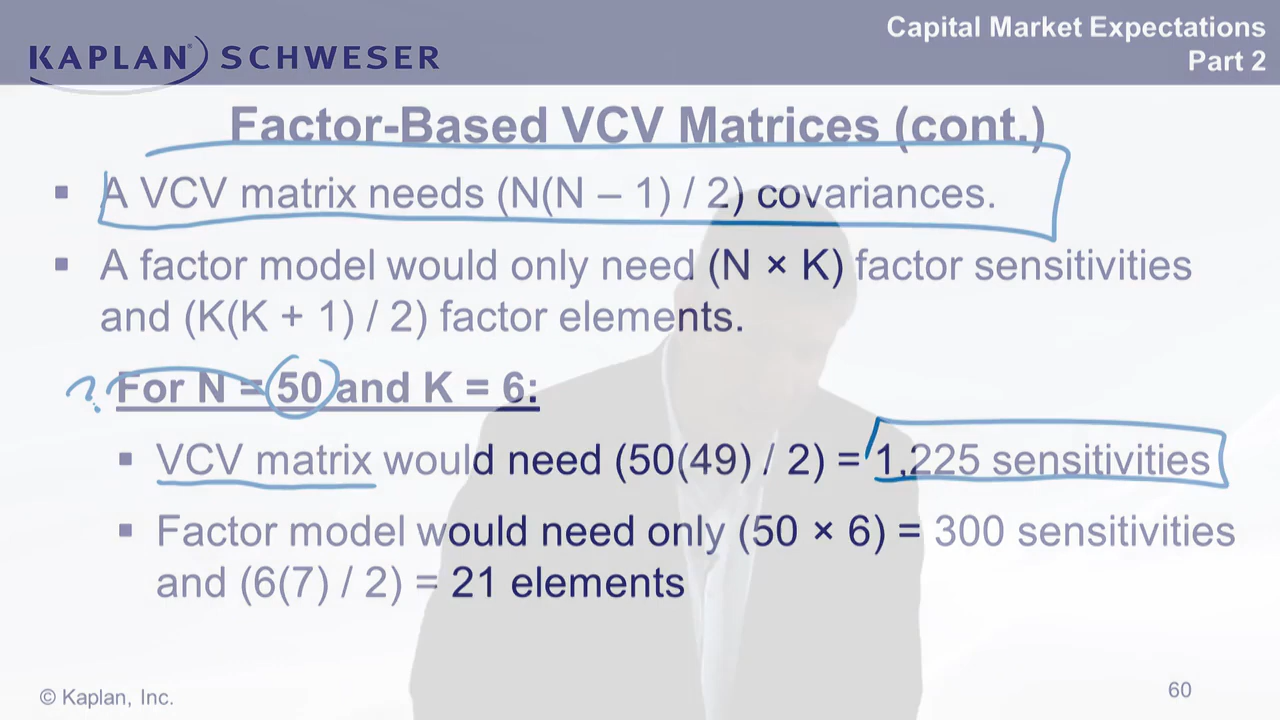 Capital Market Expectations
Part 2
KAPLAN SCHWESER
Factor-Based VCV Matrices (cont.)
▪ A VCV matrix needs (N(N – 1) / 2) covariances.
▪ A factor model would only need (N × K) factor sensitivities
and (K(K + 1) / 2) factor elements.
? For N = 50 and K = 6:
▪ VCV matrix would need (50(49) / 2) = 1,225 sensitivities
▪ Factor model would need only (50 × 6) = 300 sensitivities
and (6(7) / 2) = 21 elements
© Kaplan, Inc.
60